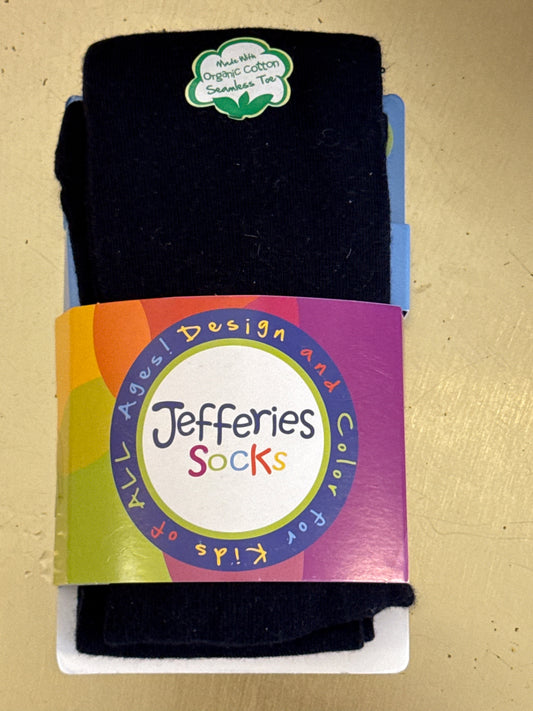 Made With
Organic Cotton
Seamless Toe
Design and Color for Kids of ALL Ages!
Jefferies
Socks